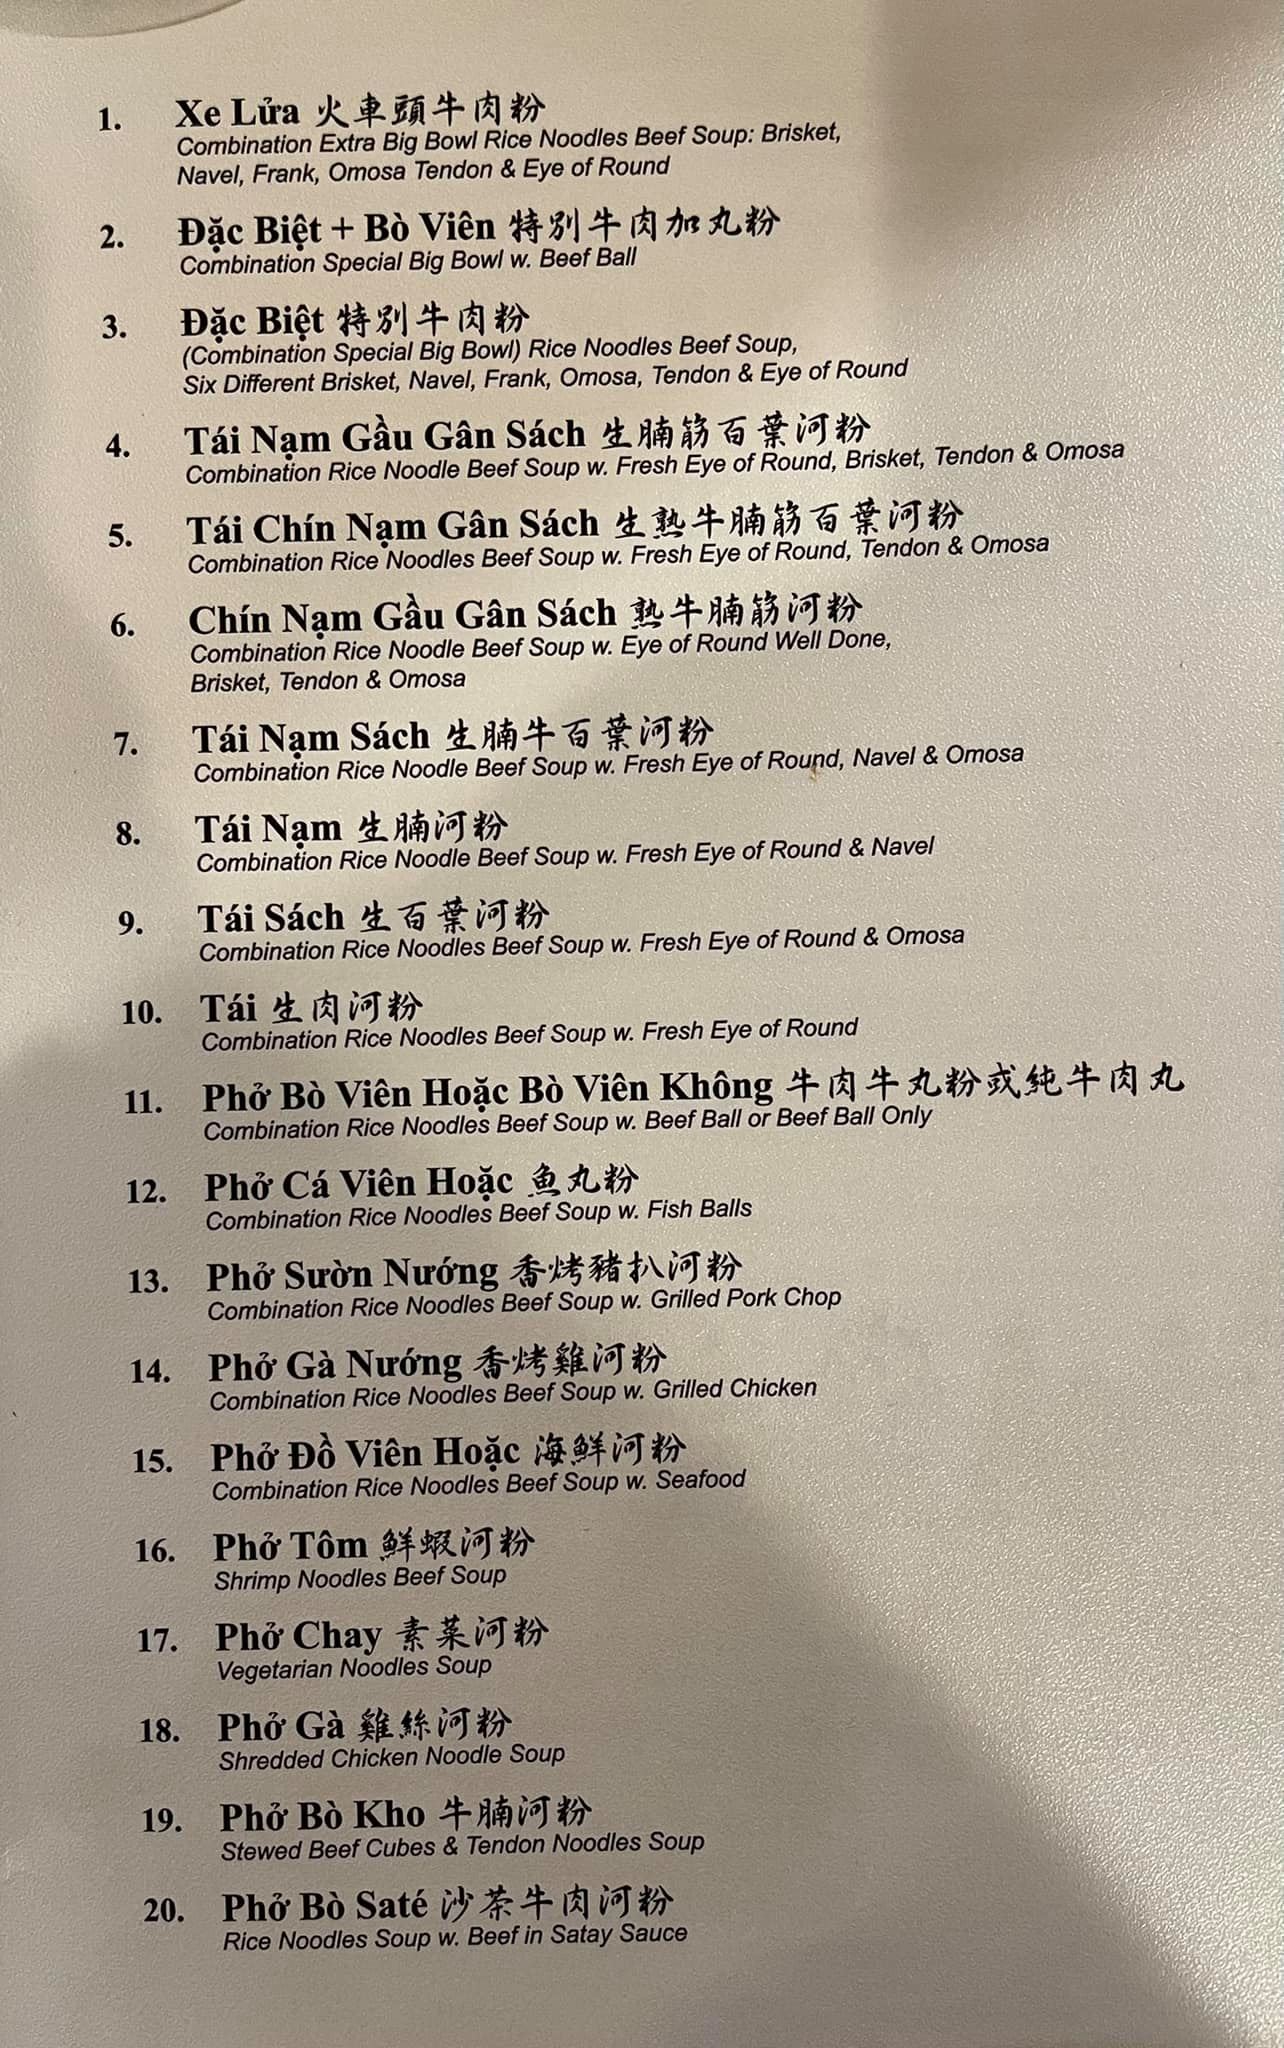 1. Xe Lửa 火車頭牛肉粉
Combination Extra Big Bowl Rice Noodles Beef Soup: Brisket,
Navel, Frank, Omosa Tendon & Eye of Round
2. Đặc Biệt + Bò Viên 特別牛肉加丸粉
Combination Special Big Bowl w. Beef Ball
3. Đặc Biệt 特別牛肉粉
(Combination Special Big Bowl) Rice Noodles Beef Soup,
Six Different Brisket, Navel, Frank, Omosa, Tendon & Eye of Round
4. Tái Nạm Gầu Gân Sách 生腩筋百葉河粉
Combination Rice Noodle Beef Soup w. Fresh Eye of Round, Brisket, Tendon & Omosa
5. Tái Chín Nạm Gân Sách 生熟牛腩筋百葉河粉
Combination Rice Noodles Beef Soup w. Fresh Eye of Round, Tendon & Omosa
6. Chín Nạm Gầu Gân Sách 熟牛腩筋河粉
Combination Rice Noodle Beef Soup w. Eye of Round Well Done,
Brisket, Tendon & Omosa
7. Tái Nạm Sách 生腩牛百葉河粉
Combination Rice Noodle Beef Soup w. Fresh Eye of Round, Navel & Omosa
8. Tái Nạm 生腩河粉
Combination Rice Noodle Beef Soup w. Fresh Eye of Round & Navel
9. Tái Sách 生百葉河粉
Combination Rice Noodles Beef Soup w. Fresh Eye of Round & Omosa
10. Tái 生肉河粉
Combination Rice Noodles Beef Soup w. Fresh Eye of Round
11. Phở Bò Viên Hoặc Bò Viên Không 牛肉牛丸粉或純牛肉丸
Combination Rice Noodles Beef Soup w. Beef Ball or Beef Ball Only
12. Phở Cá Viên Hoặc 魚丸粉
Combination Rice Noodles Beef Soup w. Fish Balls
13. Phở Sườn Nướng 香烤豬扒河粉
Combination Rice Noodles Beef Soup w. Grilled Pork Chop
14. Phở Gà Nướng 香烤雞河粉
Combination Rice Noodles Beef Soup w. Grilled Chicken
15. Phở Đồ Viên Hoặc 海鮮河粉
Combination Rice Noodles Beef Soup w. Seafood
16. Phở Tôm 鮮蝦河粉
Shrimp Noodles Beef Soup
17. Phở Chay 素菜河粉
Vegetarian Noodles Soup
18. Phở Gà 雞絲河粉
Shredded Chicken Noodle Soup
19. Phở Bò Kho 牛腩河粉
Stewed Beef Cubes & Tendon Noodles Soup
20. Phở Bò Saté 沙茶牛肉河粉
Rice Noodles Soup w. Beef in Satay Sauce